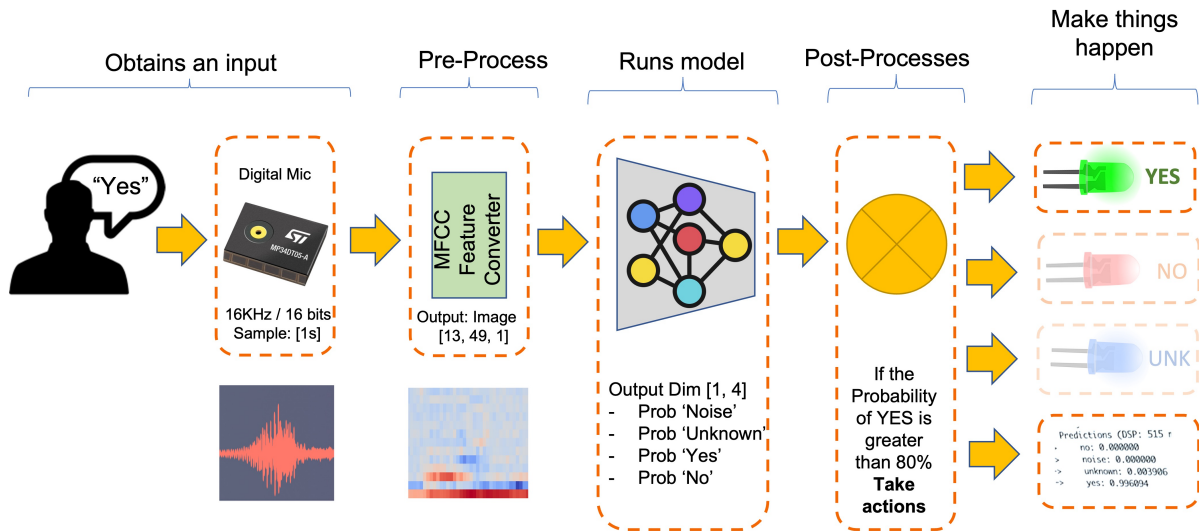 Obtains an input
Pre-Process
Runs model
Post-Processes
Make things
happen
“Yes”
Digital Mic
ST
MP34DT05-A
16KHz / 16 bits
Sample: [1s]
MFCC
Feature
Converter
Output: Image
[13, 49, 1]
Output Dim [1, 4]
- Prob ‘Noise’
- Prob ‘Unknown’
- Prob ‘Yes’
- Prob ‘No’
If the
Probability
of YES is
greater
than 80%
Take
actions
YES
NO
UNK
Predictions (DSP: 515 r
no: 0.000000
> noise: 0.000000
-> unknown: 0.003906
-> yes: 0.996094